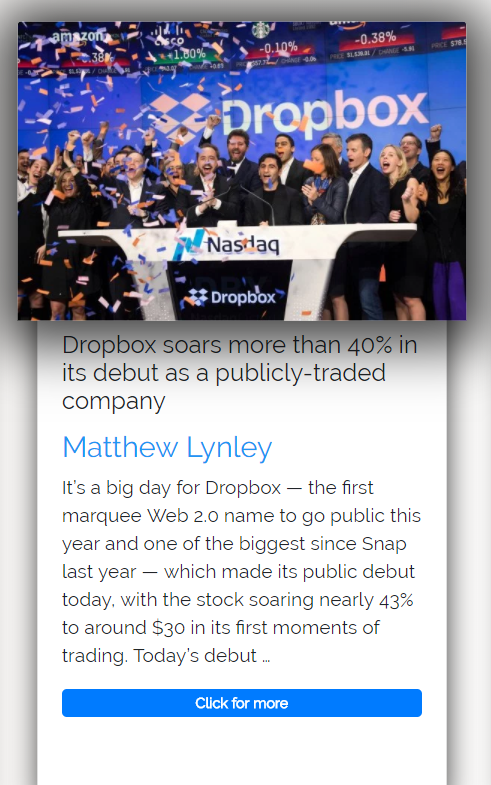 amazon
cisco
-.38%
+1.60%
-0.10%
-0.38%
Dropbox
Nasdaq
Dropbox
Dropbox soars more than 40% in
its debut as a publicly-traded
company
Matthew Lynley
It's a big day for Dropbox — the first
marquee Web 2.0 name to go public this
year and one of the biggest since Snap
last year — which made its public debut
today, with the stock soaring nearly 43%
to around $30 in its first moments of
trading. Today's debut …
Click for more